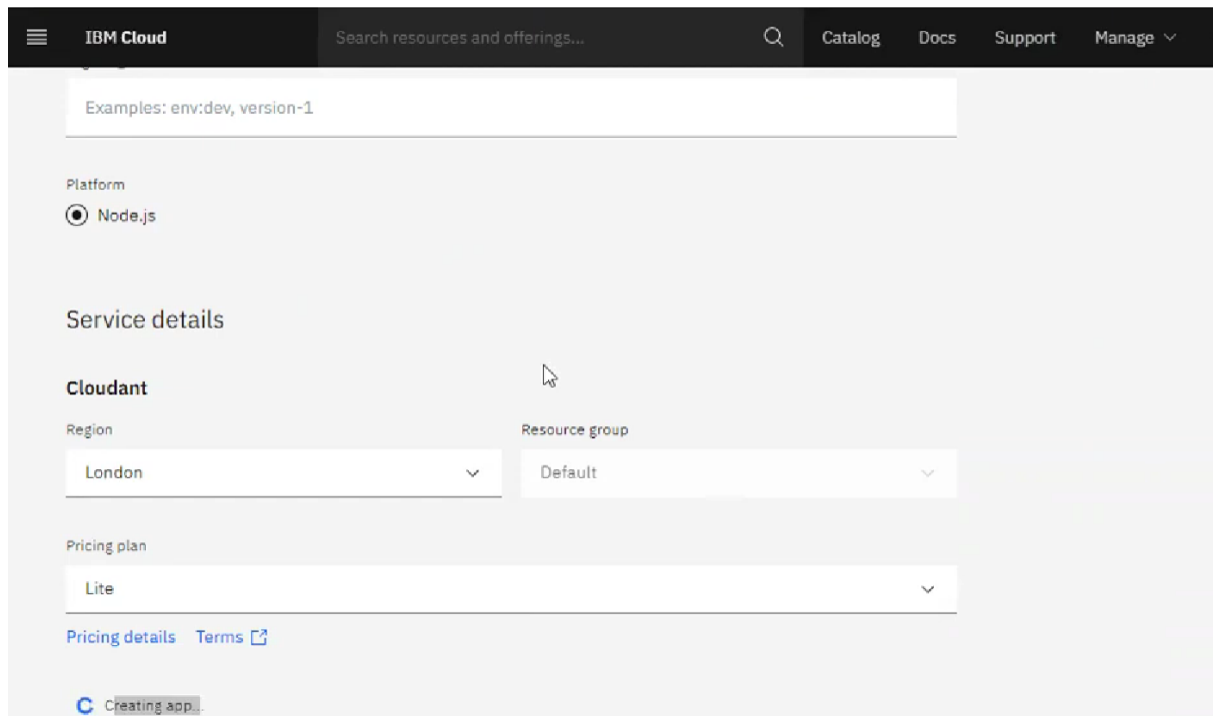 IBM Cloud Search resources and offerings... Catalog Docs Support Manage
Examples: env:dev, version-1
Platform
Node.js
Service details
Cloudant
Region Resource group
London Default
Pricing plan
Lite
Pricing details Terms
Creating app...